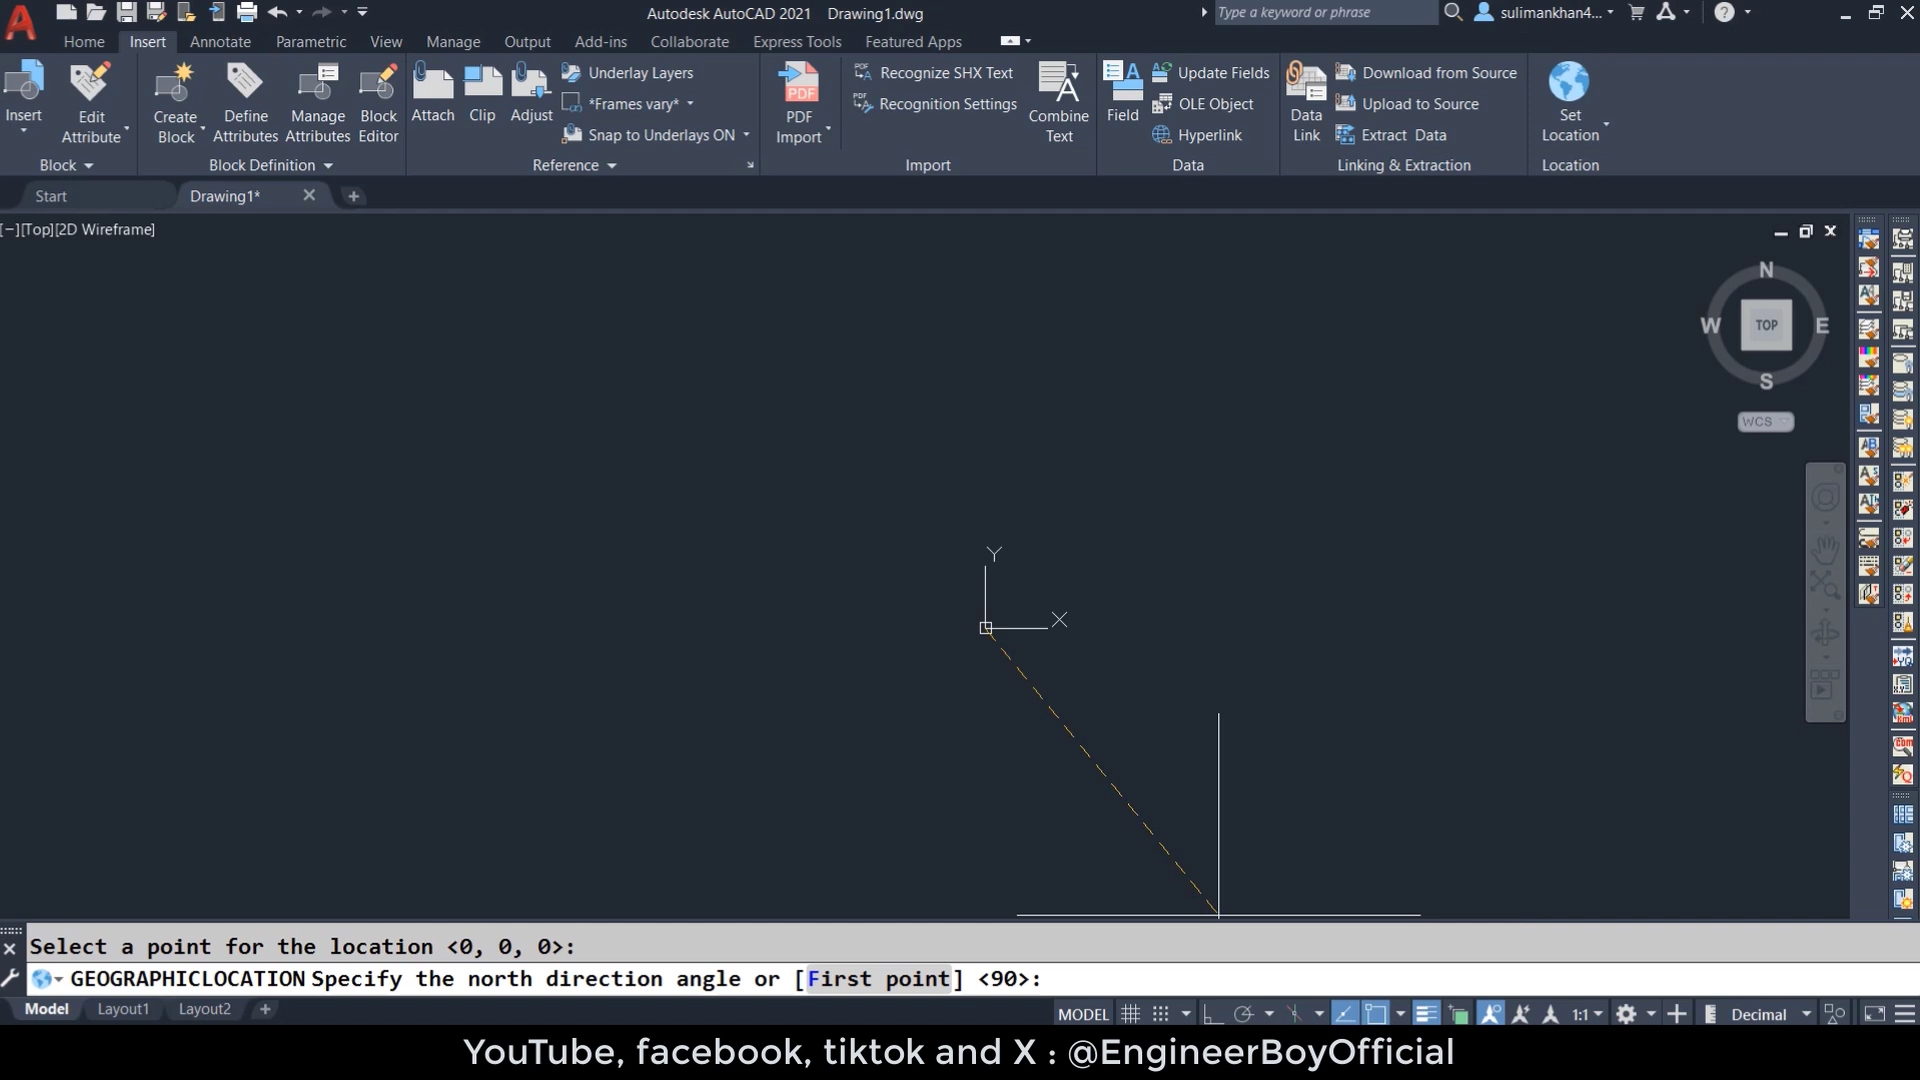 Autodesk AutoCAD 2021 Drawing1.dwg
Type a keyword or phrase
sulimankhan4...
Home Insert Annotate Parametric View Manage Output Add-ins Collaborate Express Tools Featured Apps
Insert
Edit
Attribute
Create
Block
Define
Attributes
Manage
Attributes
Block
Editor
Attach
Clip
Adjust
Underlay Layers
*Frames vary*
Snap to Underlays ON
PDF
Import
Recognize SHX Text
Recognition Settings
Combine
Text
Field
Update Fields
OLE Object
Hyperlink
Data
Link
Download from Source
Upload to Source
Extract Data
Set
Location
Block
Block Definition
Reference
Import
Data
Linking & Extraction
Location
Start
Drawing1*
[−][Top][2D Wireframe]
N
W
TOP
E
S
WCS
Y
X
Select a point for the location <0, 0, 0>:
GEOGRAPHICLOCATION Specify the north direction angle or [First point] <90>:
Model Layout1 Layout2
MODEL
1:1
Decimal
YouTube, facebook, tiktok and X : @EngineerBoyOfficial